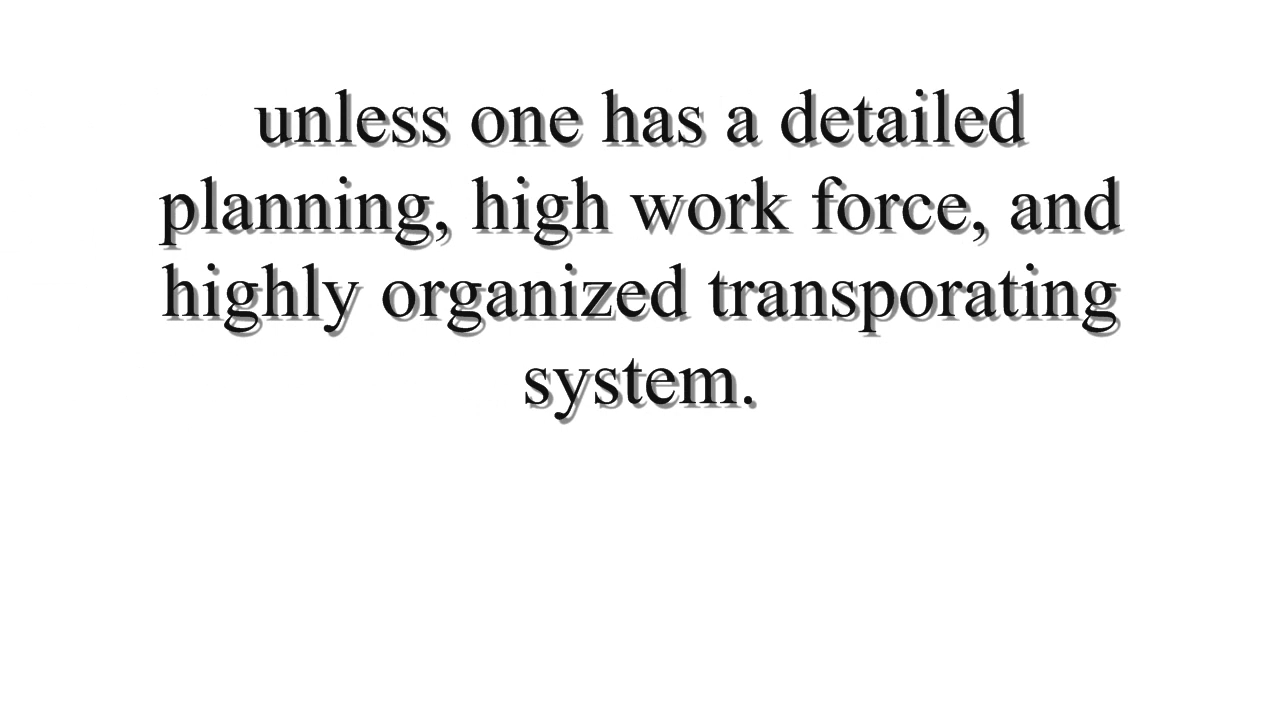 unless one has a detailed
planning, high work force, and
highly organized transporating
system.